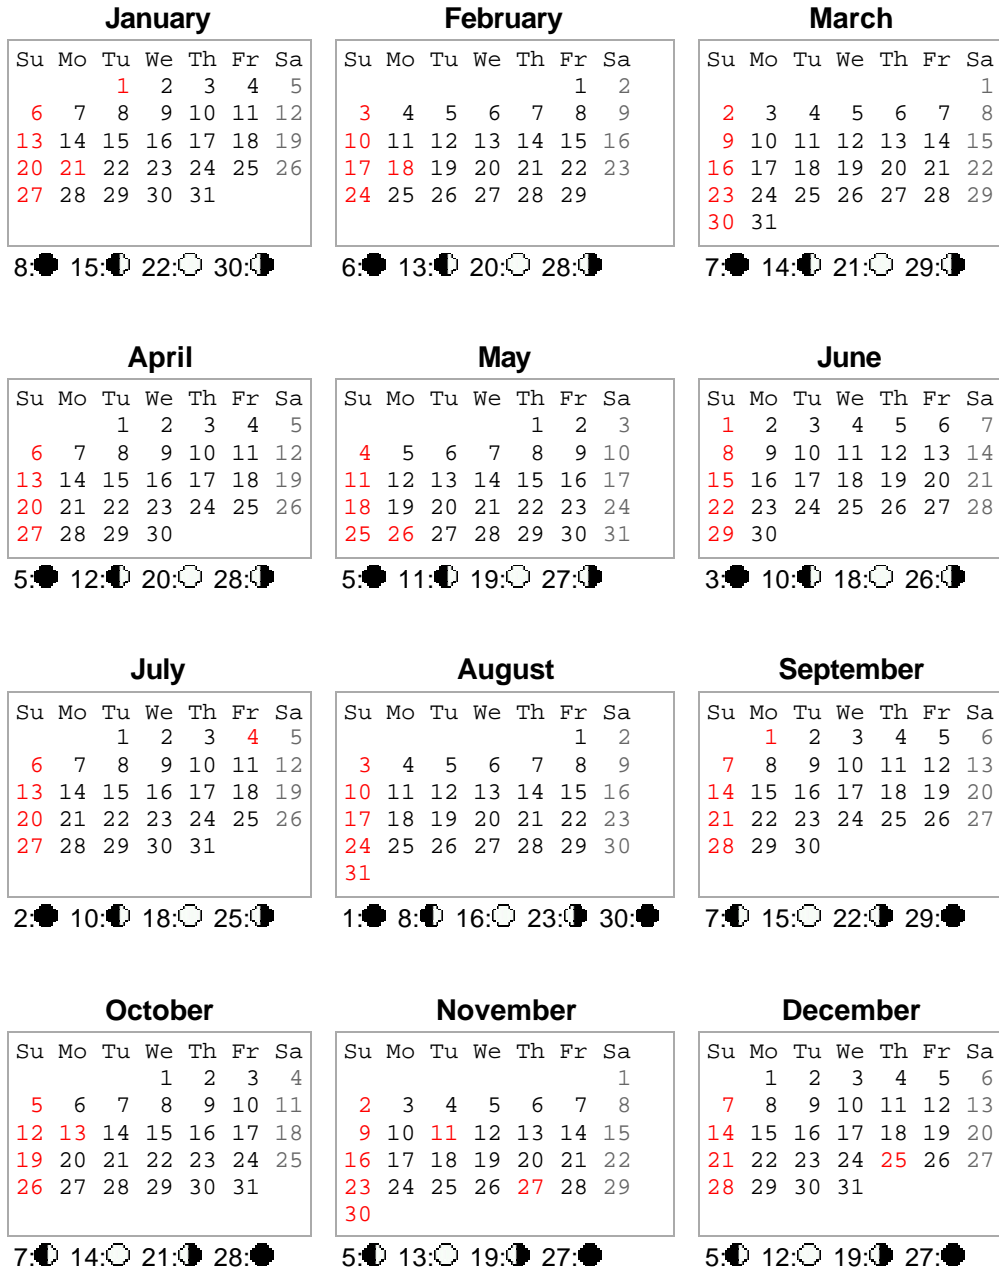 January
Su Mo Tu We Th Fr Sa
1 2 3 4 5
6 7 8 9 10 11 12
13 14 15 16 17 18 19
20 21 22 23 24 25 26
27 28 29 30 31
8: 15: 22: 30:
February
Su Mo Tu We Th Fr Sa
1 2
3 4 5 6 7 8 9
10 11 12 13 14 15 16
17 18 19 20 21 22 23
24 25 26 27 28 29
6: 13: 20: 28:
March
Su Mo Tu We Th Fr Sa
1
2 3 4 5 6 7 8
9 10 11 12 13 14 15
16 17 18 19 20 21 22
23 24 25 26 27 28 29
30 31
7: 14: 21: 29:
April
Su Mo Tu We Th Fr Sa
1 2 3 4 5
6 7 8 9 10 11 12
13 14 15 16 17 18 19
20 21 22 23 24 25 26
27 28 29 30
5: 12: 20: 28:
May
Su Mo Tu We Th Fr Sa
1 2 3
4 5 6 7 8 9 10
11 12 13 14 15 16 17
18 19 20 21 22 23 24
25 26 27 28 29 30 31
5: 11: 19: 27:
June
Su Mo Tu We Th Fr Sa
1 2 3 4 5 6 7
8 9 10 11 12 13 14
15 16 17 18 19 20 21
22 23 24 25 26 27 28
29 30
3: 10: 18: 26:
July
Su Mo Tu We Th Fr Sa
1 2 3 4 5
6 7 8 9 10 11 12
13 14 15 16 17 18 19
20 21 22 23 24 25 26
27 28 29 30 31
2: 10: 18: 25:
August
Su Mo Tu We Th Fr Sa
1 2
3 4 5 6 7 8 9
10 11 12 13 14 15 16
17 18 19 20 21 22 23
24 25 26 27 28 29 30
31
1: 8: 16: 23: 30:
September
Su Mo Tu We Th Fr Sa
1 2 3 4 5 6
7 8 9 10 11 12 13
14 15 16 17 18 19 20
21 22 23 24 25 26 27
28 29 30
7: 15: 22: 29:
October
Su Mo Tu We Th Fr Sa
1 2 3 4
5 6 7 8 9 10 11
12 13 14 15 16 17 18
19 20 21 22 23 24 25
26 27 28 29 30 31
7: 14: 21: 28:
November
Su Mo Tu We Th Fr Sa
1
2 3 4 5 6 7 8
9 10 11 12 13 14 15
16 17 18 19 20 21 22
23 24 25 26 27 28 29
30
5: 13: 19: 27:
December
Su Mo Tu We Th Fr Sa
1 2 3 4 5 6
7 8 9 10 11 12 13
14 15 16 17 18 19 20
21 22 23 24 25 26 27
28 29 30 31
5: 12: 19: 27: